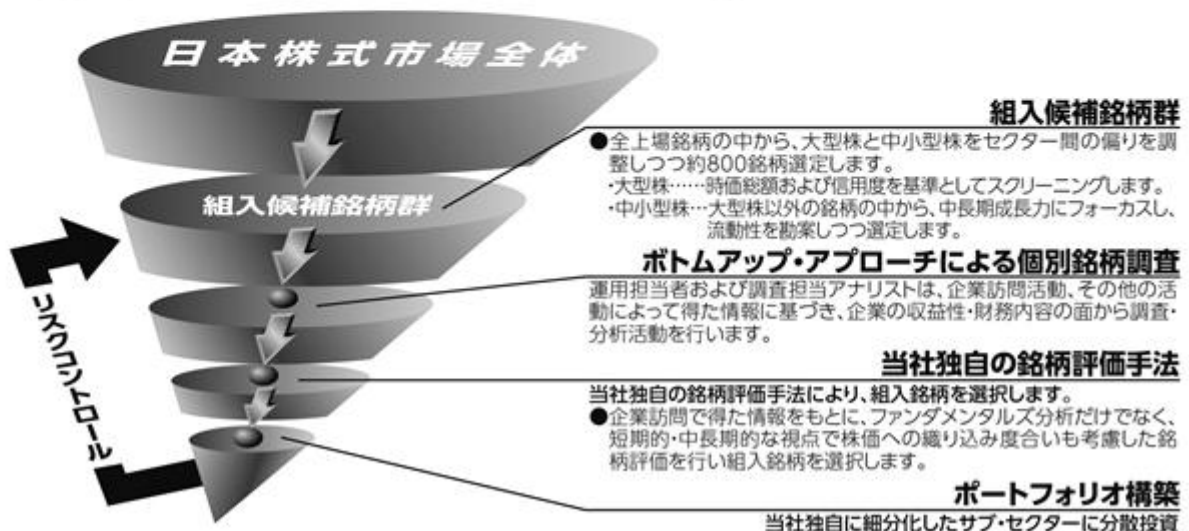 日本株式市場全体
組入候補銘柄群
リスクコントロール
組入候補銘柄群
●全上場銘柄の中から、大型株と中小型株をセクター間の偏りを調
整しつつ約800銘柄選定します。
・大型株……時価総額および信用度を基準としてスクリーニングします。
・中小型株…大型株以外の銘柄の中から、中長期成長力にフォーカスし、
流動性を勘案しつつ選定します。
ボトムアップ・アプローチによる個別銘柄調査
運用担当者および調査担当アナリストは、企業訪問活動、その他の活
動によって得た情報に基づき、企業の収益性・財務内容の面から調査・
分析活動を行います。
当社独自の銘柄評価手法
当社独自の銘柄評価手法により、組入銘柄を選択します。
●企業訪問で得た情報をもとに、ファンダメンタルズ分析だけでなく、
短期的・中長期的な視点で株価への織り込み度合いも考慮した銘
柄評価を行い組入銘柄を選択します。
ポートフォリオ構築
当社独自に細分化したサブ・セクターに分散投資